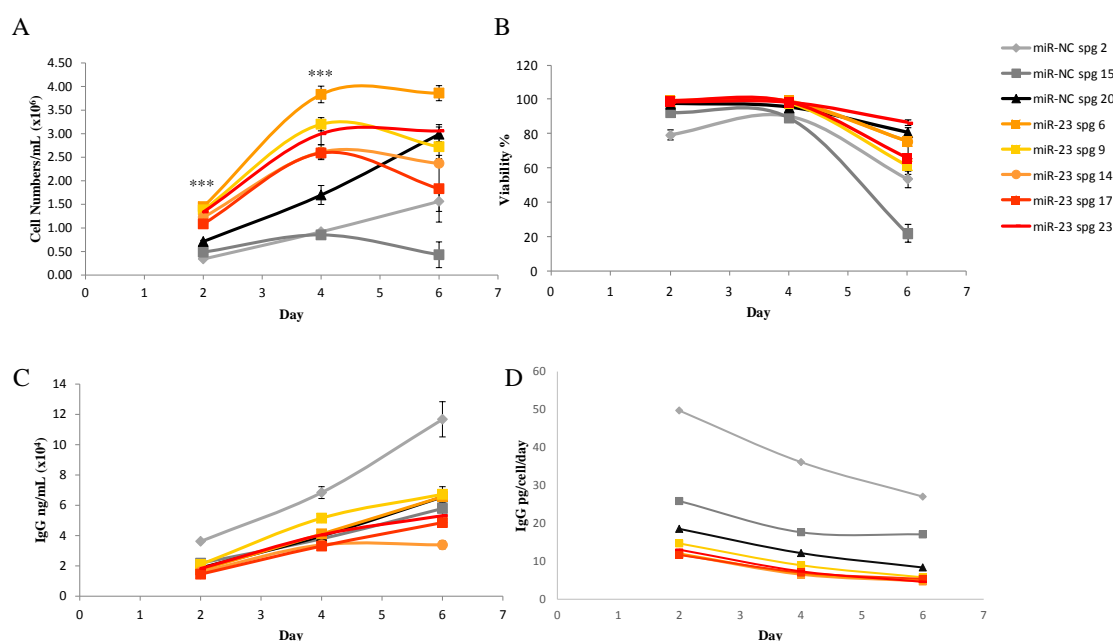 A
Cell Numbers/mL (x10⁶)
4.50
4.00
3.50
3.00
2.50
2.00
1.50
1.00
0.50
0.00
***
***
0 1 2 3 4 5 6 7
Day
B
Viability %
120
100
80
60
40
20
0
0 1 2 3 4 5 6 7
Day
miR-NC spg 2
miR-NC spg 15
miR-NC spg 20
miR-23 spg 6
miR-23 spg 9
miR-23 spg 14
miR-23 spg 17
miR-23 spg 23
C
IgG ng/mL (x10⁴)
14
12
10
8
6
4
2
0
0 1 2 3 4 5 6 7
Day
D
IgG pg/cell/day
60
50
40
30
20
10
0
0 1 2 3 4 5 6 7
Day